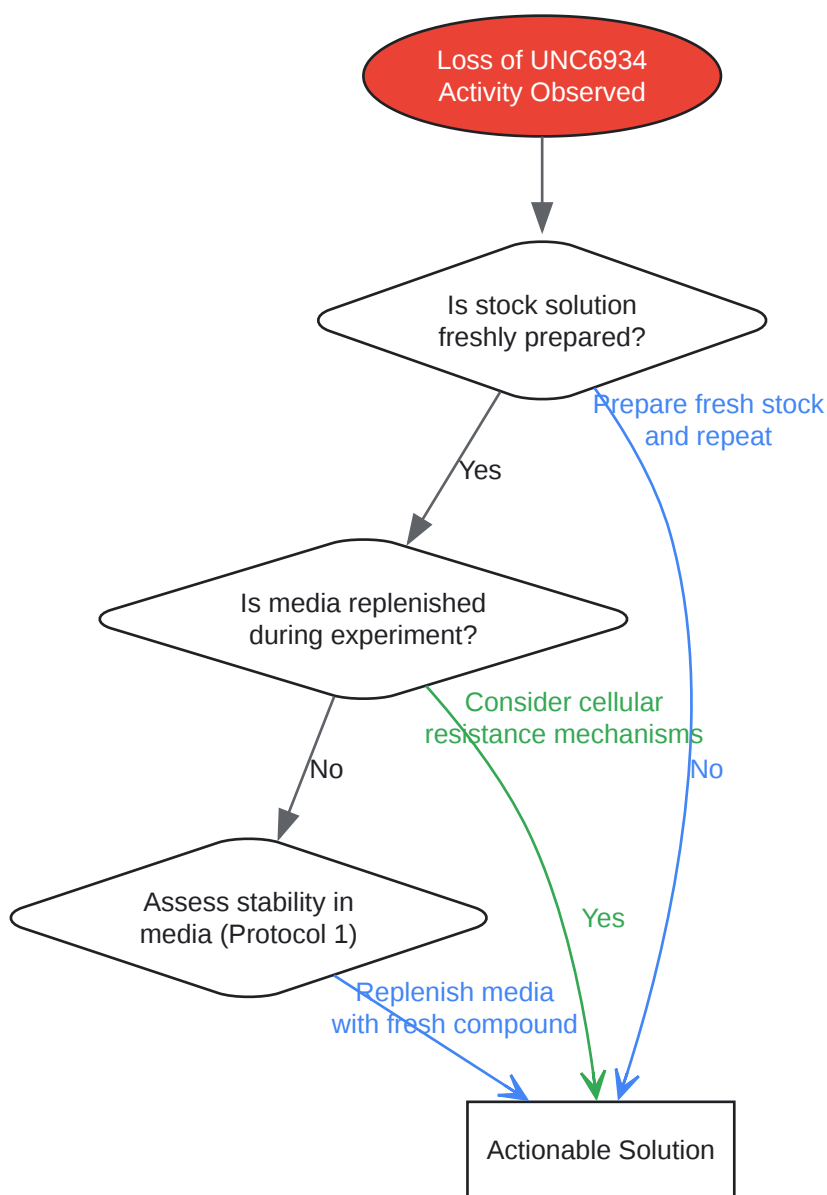 Loss of UNC6934
Activity Observed
Is stock solution
freshly prepared?
Prepare fresh stock
and repeat
Yes
Is media replenished
during experiment?
Consider cellular
resistance mechanisms
No
No
Assess stability in
media (Protocol 1)
Yes
Replenish media
with fresh compound
Actionable Solution